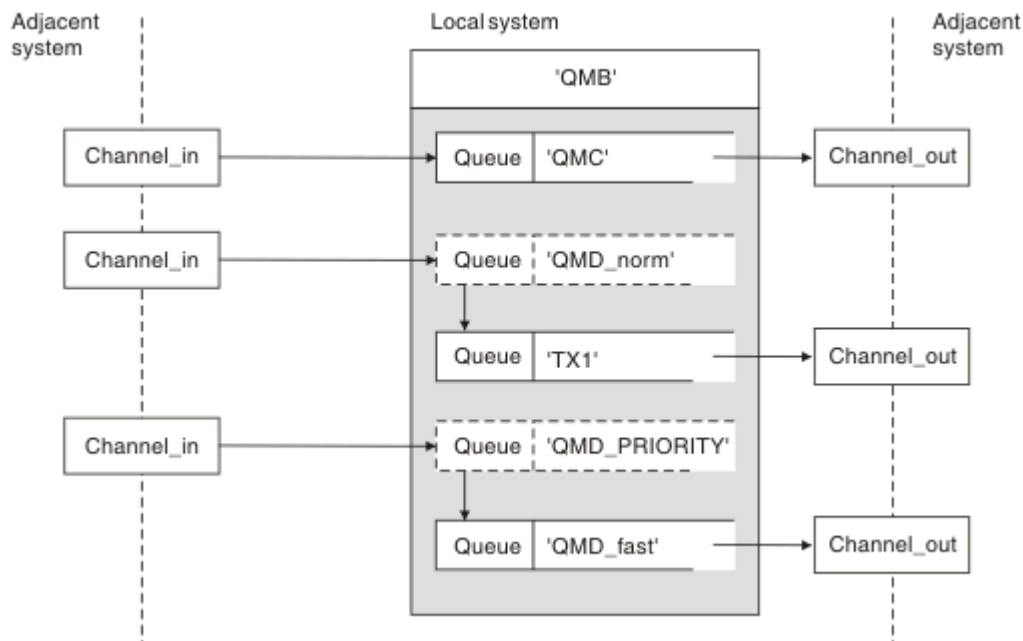 Adjacent
system
Local system
Adjacent
system
'QMB'
Channel_in
Queue 'QMC'
Channel_out
Channel_in
Queue 'QMD_norm'
Queue 'TX1'
Channel_out
Channel_in
Queue 'QMD_PRIORITY'
Queue 'QMD_fast'
Channel_out